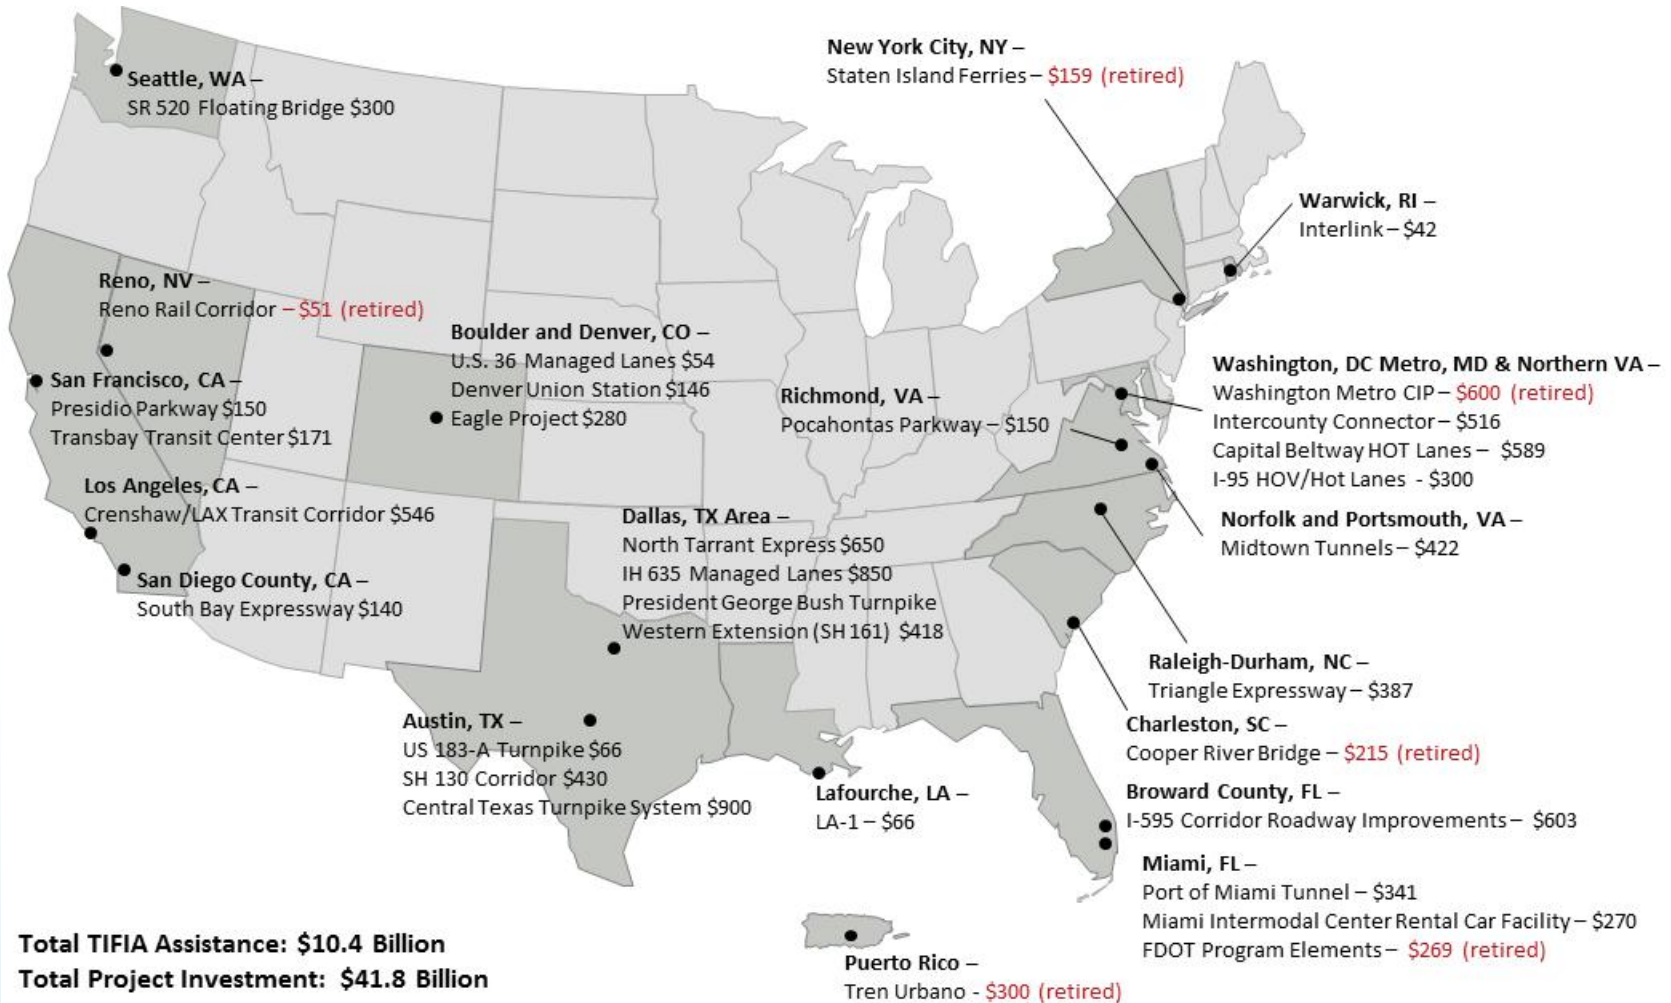 Seattle, WA –
SR 520 Floating Bridge $300
New York City, NY –
Staten Island Ferries – $159 (retired)
Warwick, RI –
Interlink – $42
Reno, NV –
Reno Rail Corridor – $51 (retired)
San Francisco, CA –
Presidio Parkway $150
Transbay Transit Center $171
Boulder and Denver, CO –
U.S. 36 Managed Lanes $54
Denver Union Station $146
Eagle Project $280
Richmond, VA –
Pocahontas Parkway – $150
Washington, DC Metro, MD & Northern VA –
Washington Metro CIP – $600 (retired)
Intercounty Connector – $516
Capital Beltway HOT Lanes – $589
I-95 HOV/Hot Lanes - $300
Los Angeles, CA –
Crenshaw/LAX Transit Corridor $546
San Diego County, CA –
South Bay Expressway $140
Dallas, TX Area –
North Tarrant Express $650
IH 635 Managed Lanes $850
President George Bush Turnpike
Western Extension (SH 161) $418
Norfolk and Portsmouth, VA –
Midtown Tunnels – $422
Raleigh-Durham, NC –
Triangle Expressway – $387
Austin, TX –
US 183-A Turnpike $66
SH 130 Corridor $430
Central Texas Turnpike System $900
Lafourche, LA –
LA-1 – $66
Charleston, SC –
Cooper River Bridge – $215 (retired)
Broward County, FL –
I-595 Corridor Roadway Improvements – $603
Miami, FL –
Port of Miami Tunnel – $341
Miami Intermodal Center Rental Car Facility – $270
FDOT Program Elements – $269 (retired)
Puerto Rico –
Tren Urbano - $300 (retired)
Total TIFIA Assistance: $10.4 Billion
Total Project Investment: $41.8 Billion